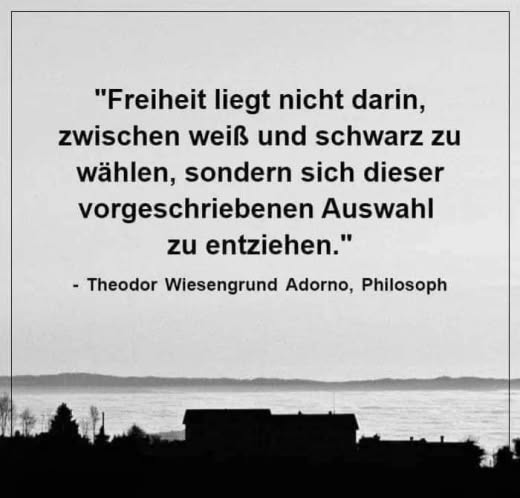 "Freiheit liegt nicht darin,
zwischen weiß und schwarz zu
wählen, sondern sich dieser
vorgeschriebenen Auswahl
zu entziehen."
- Theodor Wiesengrund Adorno, Philosoph